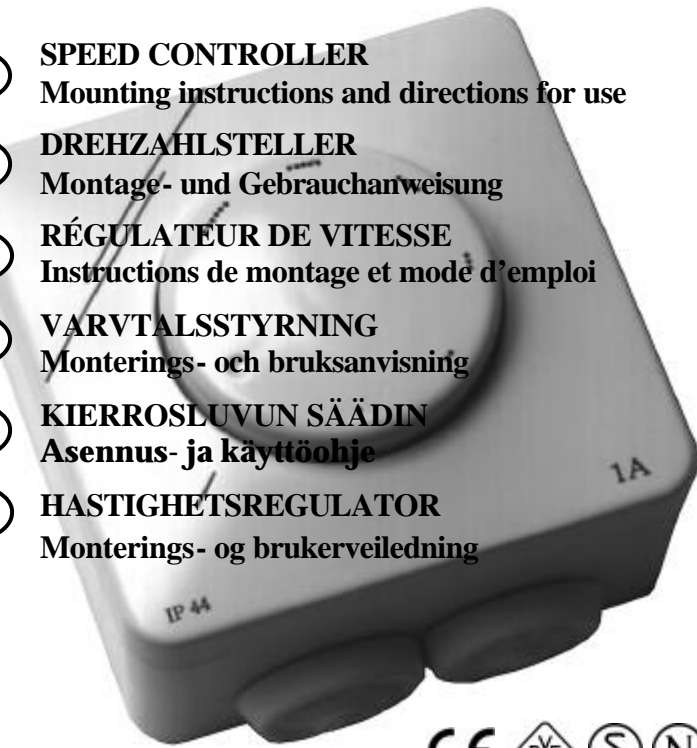 SPEED CONTROLLER
Mounting instructions and directions for use
DREHZAHLSTELLER
Montage- und Gebrauchanweisung
RÉGULATEUR DE VITESSE
Instructions de montage et mode d’emploi
VARVTALSSTYRNING
Monterings- och bruksanvisning
KIERROSLUVUN SÄÄDIN
Asennus- ja käyttöohje
HASTIGHETSREGULATOR
Monterings- og brukerveiledning
1A
IP 44
CE VE S N